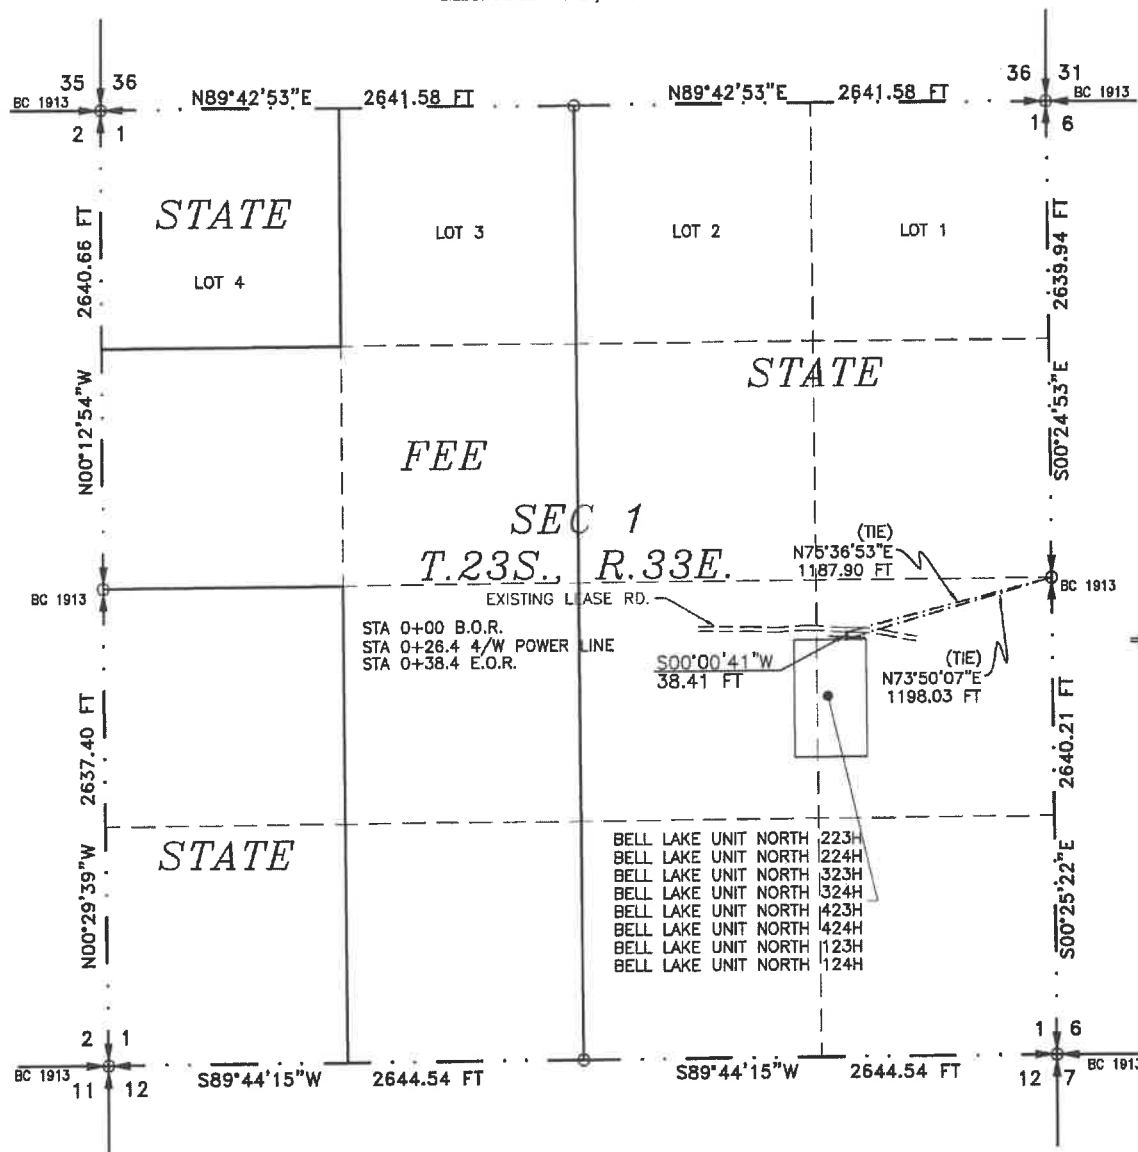 35 36
36 31
BC 1913
N89°42'53"E 2641.58 FT
N89°42'53"E 2641.58 FT
BC 1913
2 1
1 6
STATE
LOT 4
LOT 3
LOT 2
LOT 1
2640.66 FT
N00°12'54"W
2639.94 FT
S00°24'53"E
STATE
FEE
SEC 1
T.23S., R.33E.
(TIE)
N75°36'53"E
1187.90 FT
BC 1913
BC 1913
EXISTING LEASE RD.
STA 0+00 B.O.R.
STA 0+26.4 4/W POWER LINE
STA 0+38.4 E.O.R.
S00°00'41"W
38.41 FT
(TIE)
N73°50'07"E
1198.03 FT
2637.40 FT
N00°29'39"W
2640.21 FT
S00°25'22"E
STATE
BELL LAKE UNIT NORTH 223H
BELL LAKE UNIT NORTH 224H
BELL LAKE UNIT NORTH 323H
BELL LAKE UNIT NORTH 324H
BELL LAKE UNIT NORTH 423H
BELL LAKE UNIT NORTH 424H
BELL LAKE UNIT NORTH 123H
BELL LAKE UNIT NORTH 124H
2 1
1 6
BC 1913
S89°44'15"W 2644.54 FT
S89°44'15"W 2644.54 FT
BC 1913
11 12
12 7